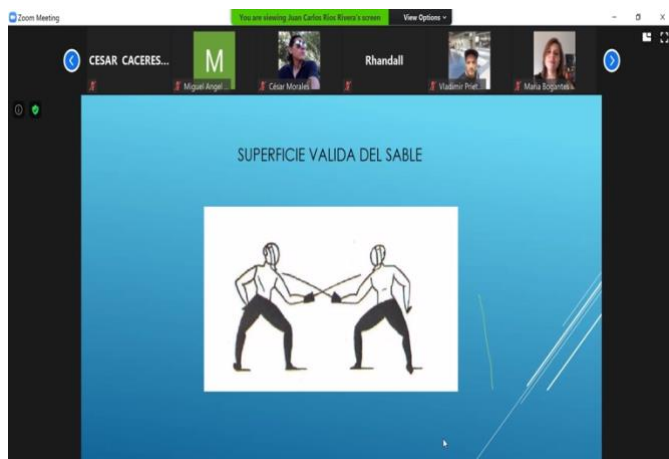 Zoom Meeting
You are viewing Juan Carlos Rios Rivera's screen
View Options
CESAR CACERES...
M
Miguel Angel...
César Morales
Rhandall
Vladimir Priet...
Maria Bogantes
SUPERFICIE VALIDA DEL SABLE